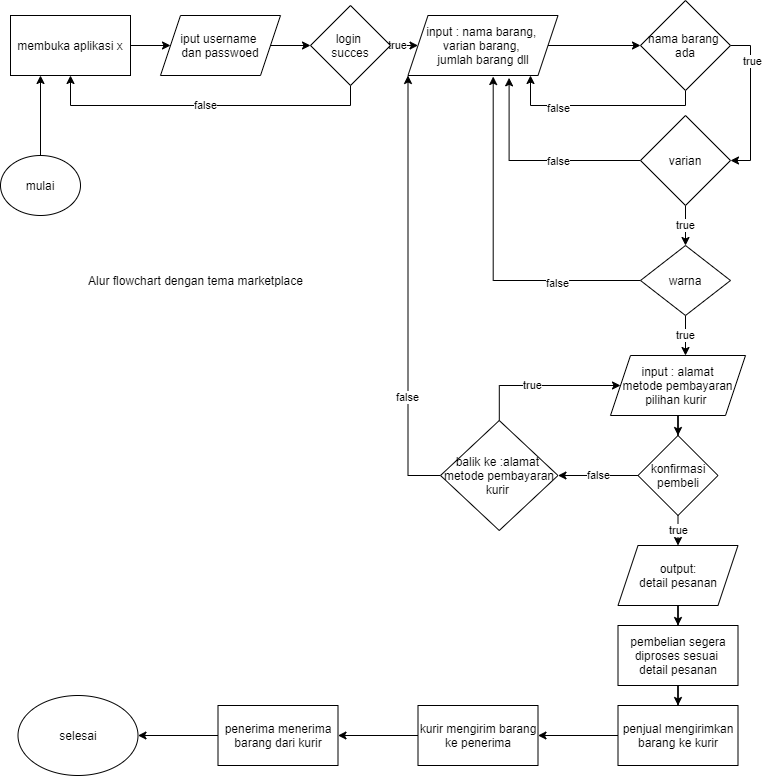 membuka aplikasi x
iput username
dan passwoed
login
succes
true
input : nama barang,
varian barang,
jumlah barang dll
nama barang
ada
true
false
false
mulai
false
varian
true
Alur flowchart dengan tema marketplace
false
warna
true
input : alamat
metode pembayaran
pilihan kurir
true
false
balik ke :alamat
metode pembayaran
kurir
false
konfirmasi
pembeli
true
output:
detail pesanan
pembelian segera
diproses sesuai
detail pesanan
selesai
penerima menerima
barang dari kurir
kurir mengirim barang
ke penerima
penjual mengirimkan
barang ke kurir